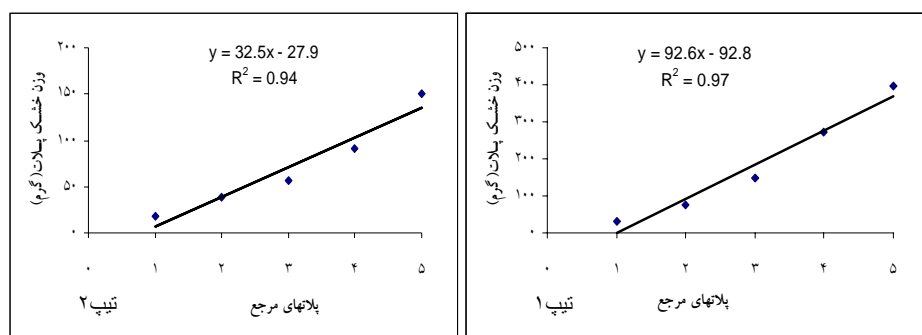 y = 32.5x - 27.9
R² = 0.94
۲۰۰
۱۵۰
۱۰۰
۵۰
۰
وزن خشک پلات(گرم)
۰ ۱ ۲ ۳ ۴ ۵
پلاتهای مرجع
تیپ۲
y = 92.6x - 92.8
R² = 0.97
۵۰۰
۴۰۰
۳۰۰
۲۰۰
۱۰۰
۰
وزن خشک پلات(گرم)
۰ ۱ ۲ ۳ ۴ ۵
پلاتهای مرجع
تیپ۱